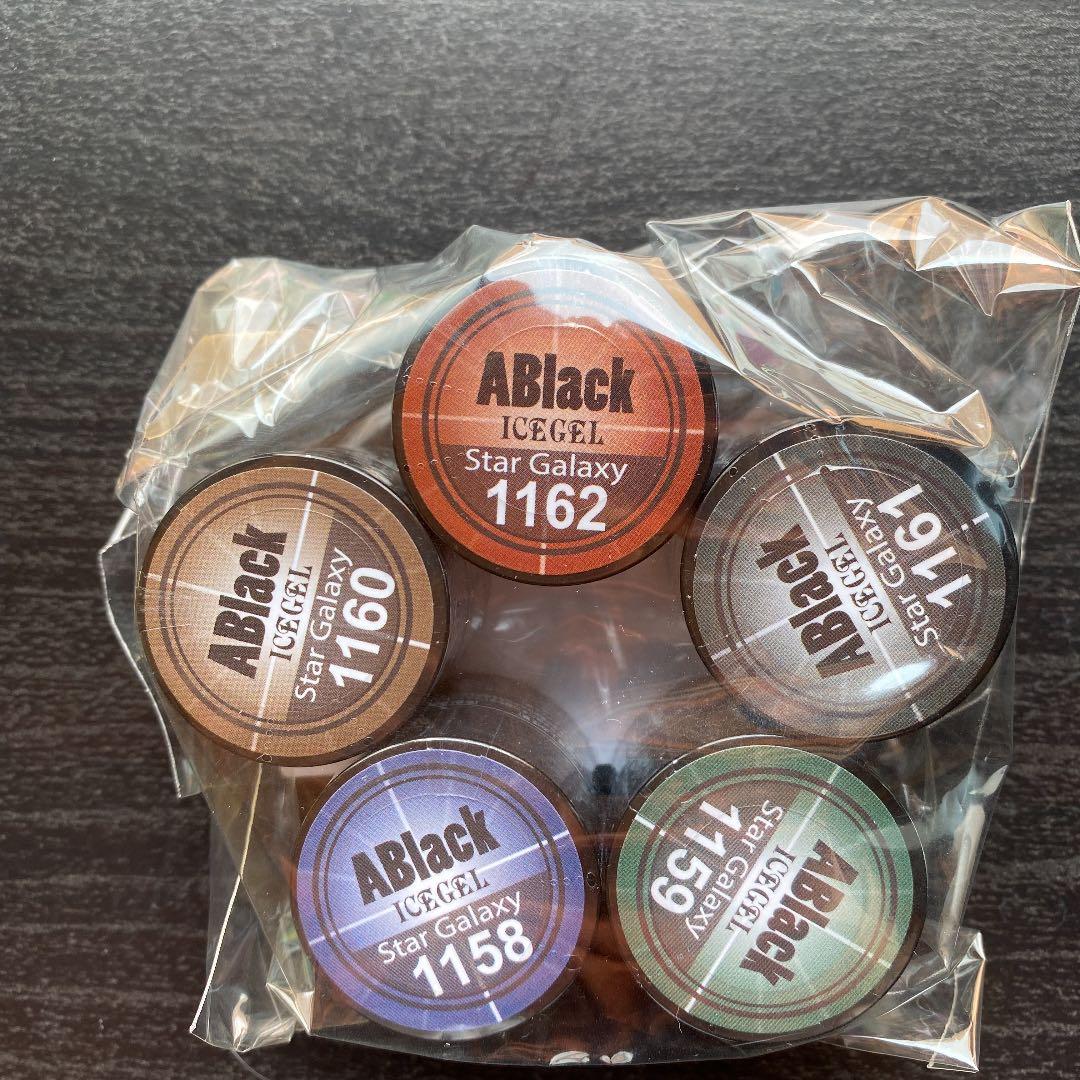 ABlack
ICEGEL
Star Galaxy
1162
ABlack
ICEGEL
Star Galaxy
1160
ABlack
ICEGEL
Star Galaxy
1161
ABlack
ICEGEL
Star Galaxy
1158
ABlack
ICEGEL
Star Galaxy
1159